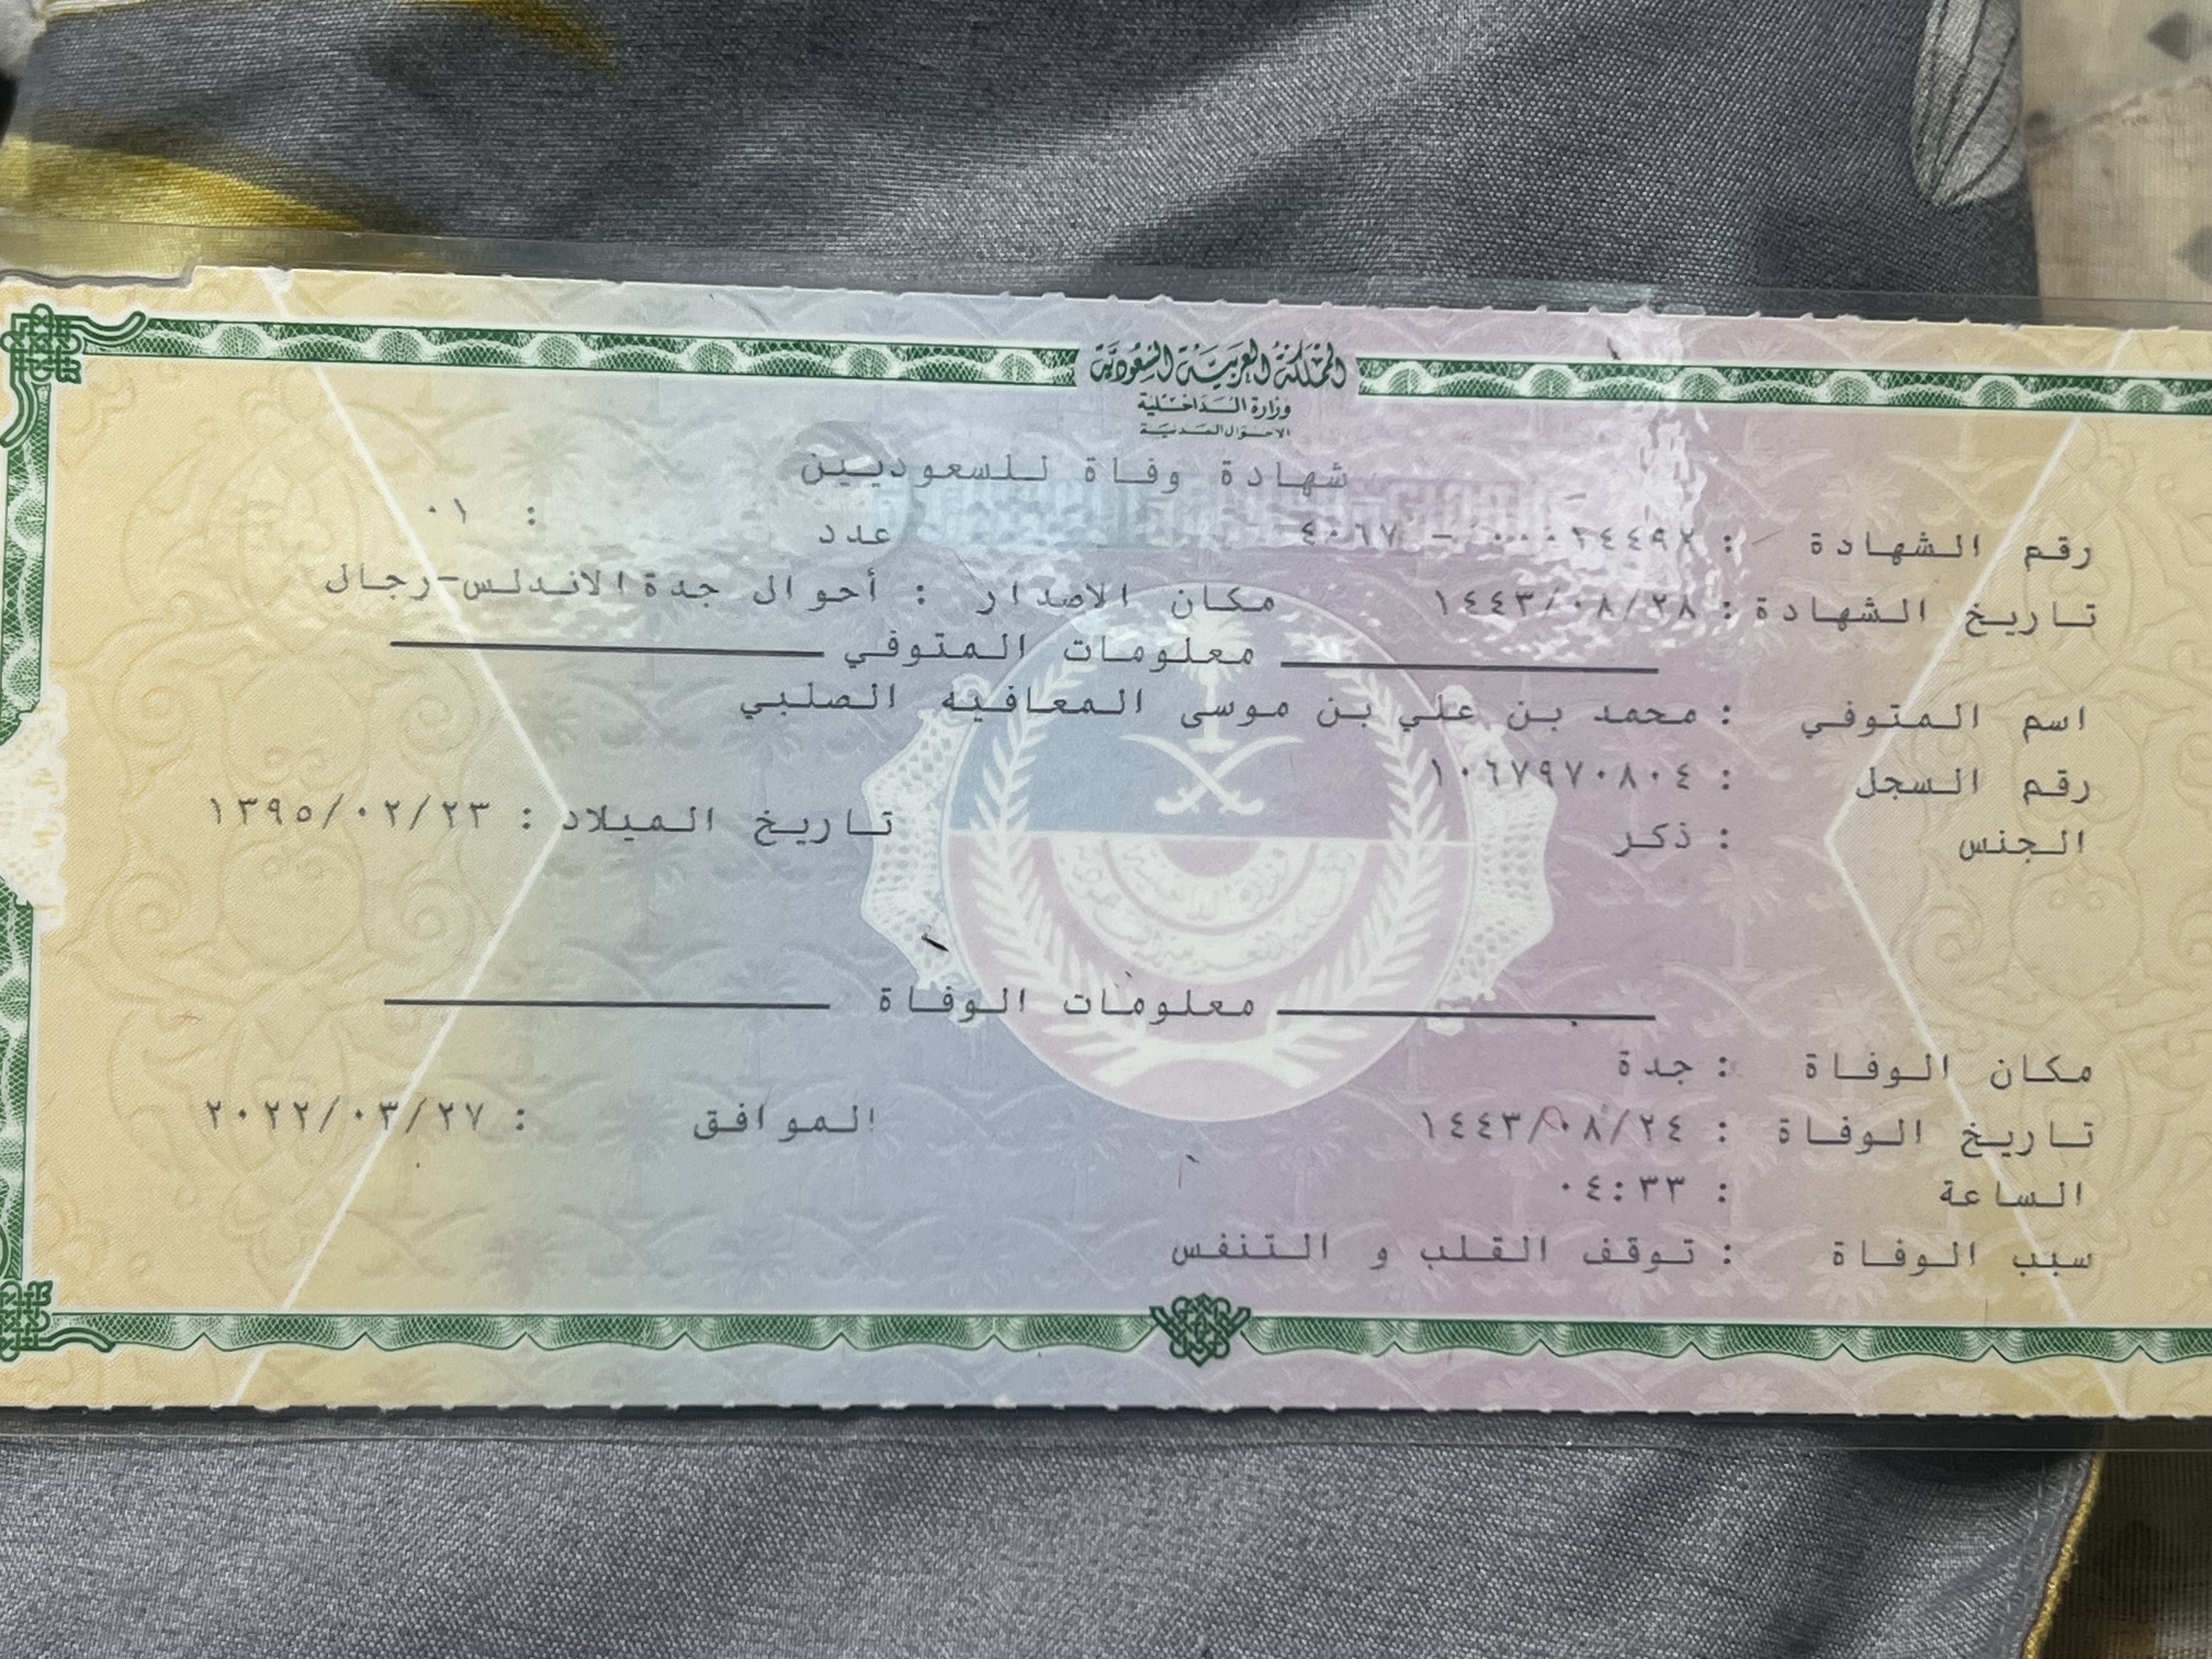 المملكة العربية السعودية
وزارة الداخلية
الاحوال المدنية
شهادة وفاة للسعوديين
رقم الشهادة : ٤٠٦٧ - عدد : ٠١
تاريخ الشهادة : ١٤٤٣/٠٨/٢٨ مكان الاصدار : أحوال جدة الاندلس-رجال
معلومات المتوفي
اسم المتوفي : محمد بن علي بن موسى المعافيه الصلبي
رقم السجل : ١٠٦٧٩٧٠٨٠٤
الجنس : ذكر تاريخ الميلاد : ١٣٩٥/٠٢/٢٣
معلومات الوفاة
مكان الوفاة : جدة
تاريخ الوفاة : ١٤٤٣/٠٨/٢٤ الموافق : ٢٠٢٢/٠٣/٢٧
الساعة : ٠٤:٣٣
سبب الوفاة : توقف القلب و التنفس